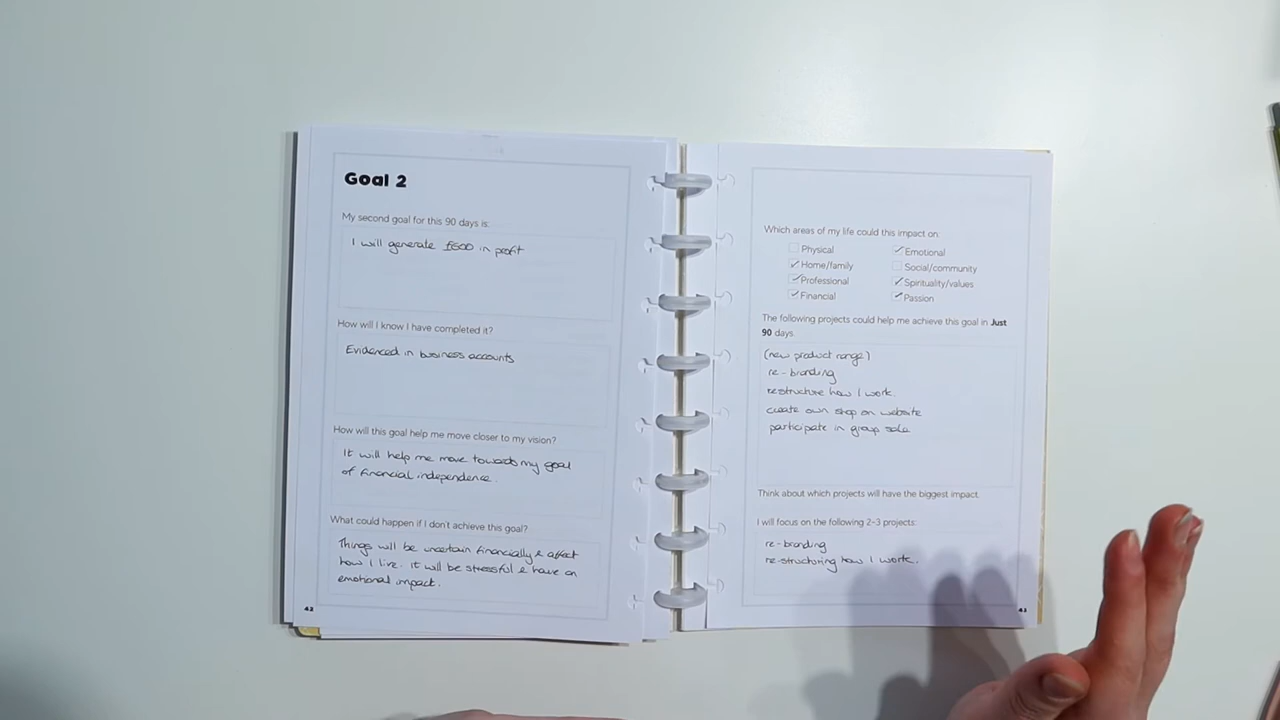 Goal 2
My second goal for this 90 days is:
I will generate £500 in profit
How will I know I have completed it?
Evidenced in business accounts
How will this goal help me move closer to my vision?
It will help me move towards my goal
of financial independence.
What could happen if I don't achieve this goal?
Things will be uncertain financially & affect
how I live. It will be stressful & have an
emotional impact.
42
Which areas of my life could this impact on:
Physical
Emotional
Home/family
Social/community
Professional
Spirituality/values
Financial
Passion
The following projects could help me achieve this goal in Just
90 days:
(new product range)
re-branding
restructure how I work.
create own shop on website
participate in group sale
Think about which projects will have the biggest impact.
I will focus on the following 2-3 projects:
re-branding
re-structuring how I work.
43